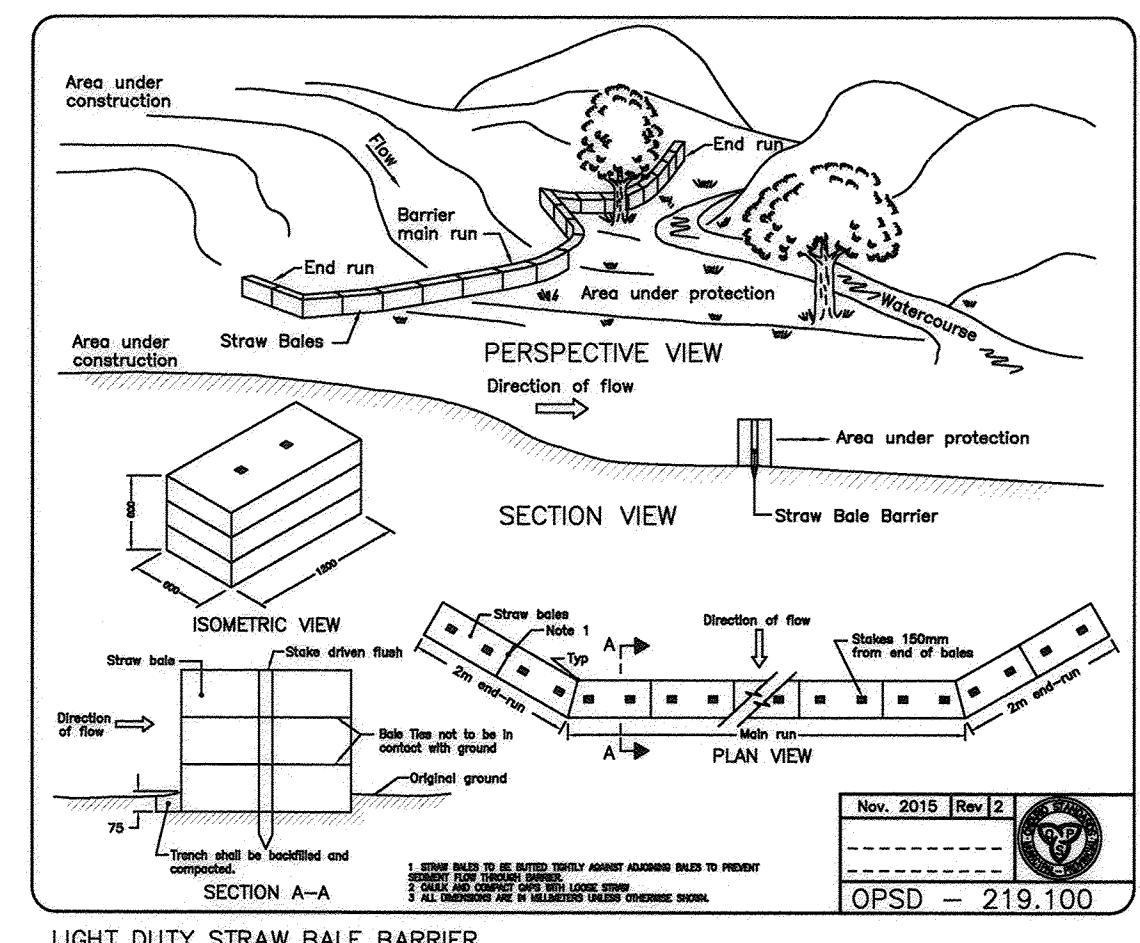 Area under
construction
Flow
End run
Barrier
main run
End run
Area under protection
Watercourse
Straw Bales
PERSPECTIVE VIEW
Area under
construction
Direction of flow
Area under protection
Straw Bale Barrier
SECTION VIEW
600
600
1200
ISOMETRIC VIEW
Straw bales
Note 1
Typ
2m end-run
A
A
Direction of flow
Stakes 150mm
from end of bales
2m end-run
Main run
PLAN VIEW
Straw bale
Stake driven flush
Direction
of flow
Bale Ties not to be in
contact with ground
Original ground
75
Trench shall be backfilled and
compacted.
SECTION A-A
1 STRAW BALES TO BE BUTTED TIGHTLY AGAINST ADJOINING BALES TO PREVENT
SEDIMENT FLOW THROUGH BARRIER.
2 CAULK AND COMPACT GAPS WITH LOOSE STRAW
3 ALL DIMENSIONS ARE IN MILLIMETERS UNLESS OTHERWISE SHOWN.
Nov. 2015 Rev 2
OPS
OPSD - 219.100
LIGHT DUTY STRAW BALE BARRIER